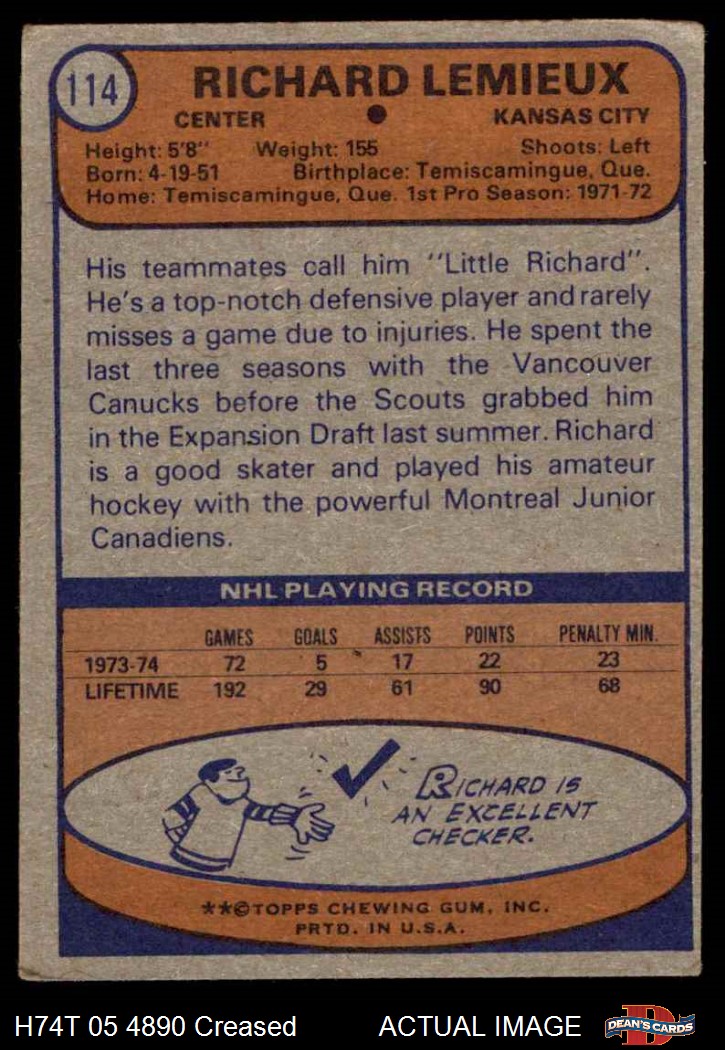 114
RICHARD LEMIEUX
CENTER • KANSAS CITY
Height: 5'8" Weight: 155 Shoots: Left
Born: 4-19-51 Birthplace: Temiscamingue, Que.
Home: Temiscamingue, Que. 1st Pro Season: 1971-72
His teammates call him "Little Richard".
He's a top-notch defensive player and rarely
misses a game due to injuries. He spent the
last three seasons with the Vancouver
Canucks before the Scouts grabbed him
in the Expansion Draft last summer. Richard
is a good skater and played his amateur
hockey with the powerful Montreal Junior
Canadiens.
NHL PLAYING RECORD
GAMES GOALS ASSISTS POINTS PENALTY MIN.
1973-74 72 5 17 22 23
LIFETIME 192 29 61 90 68
RICHARD IS
AN EXCELLENT
CHECKER.
**©TOPPS CHEWING GUM, INC.
PRTD. IN U.S.A.
H74T 05 4890 Creased ACTUAL IMAGE
D
DEAN'S CARDS